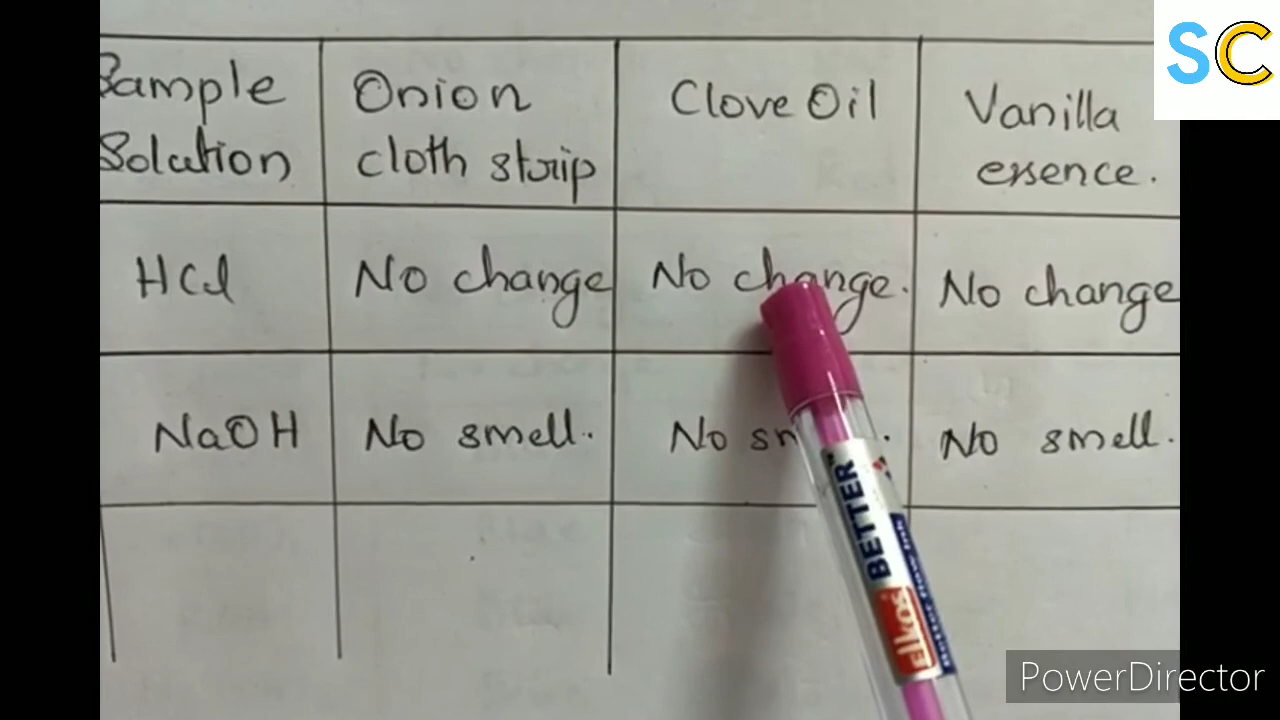 SC
Sample Solution
Onion cloth strip
Clove Oil
Vanilla essence.
HCl
No change
No change.
No change
NaOH
No smell.
No
No smell.
elkos BETTER
PowerDirector